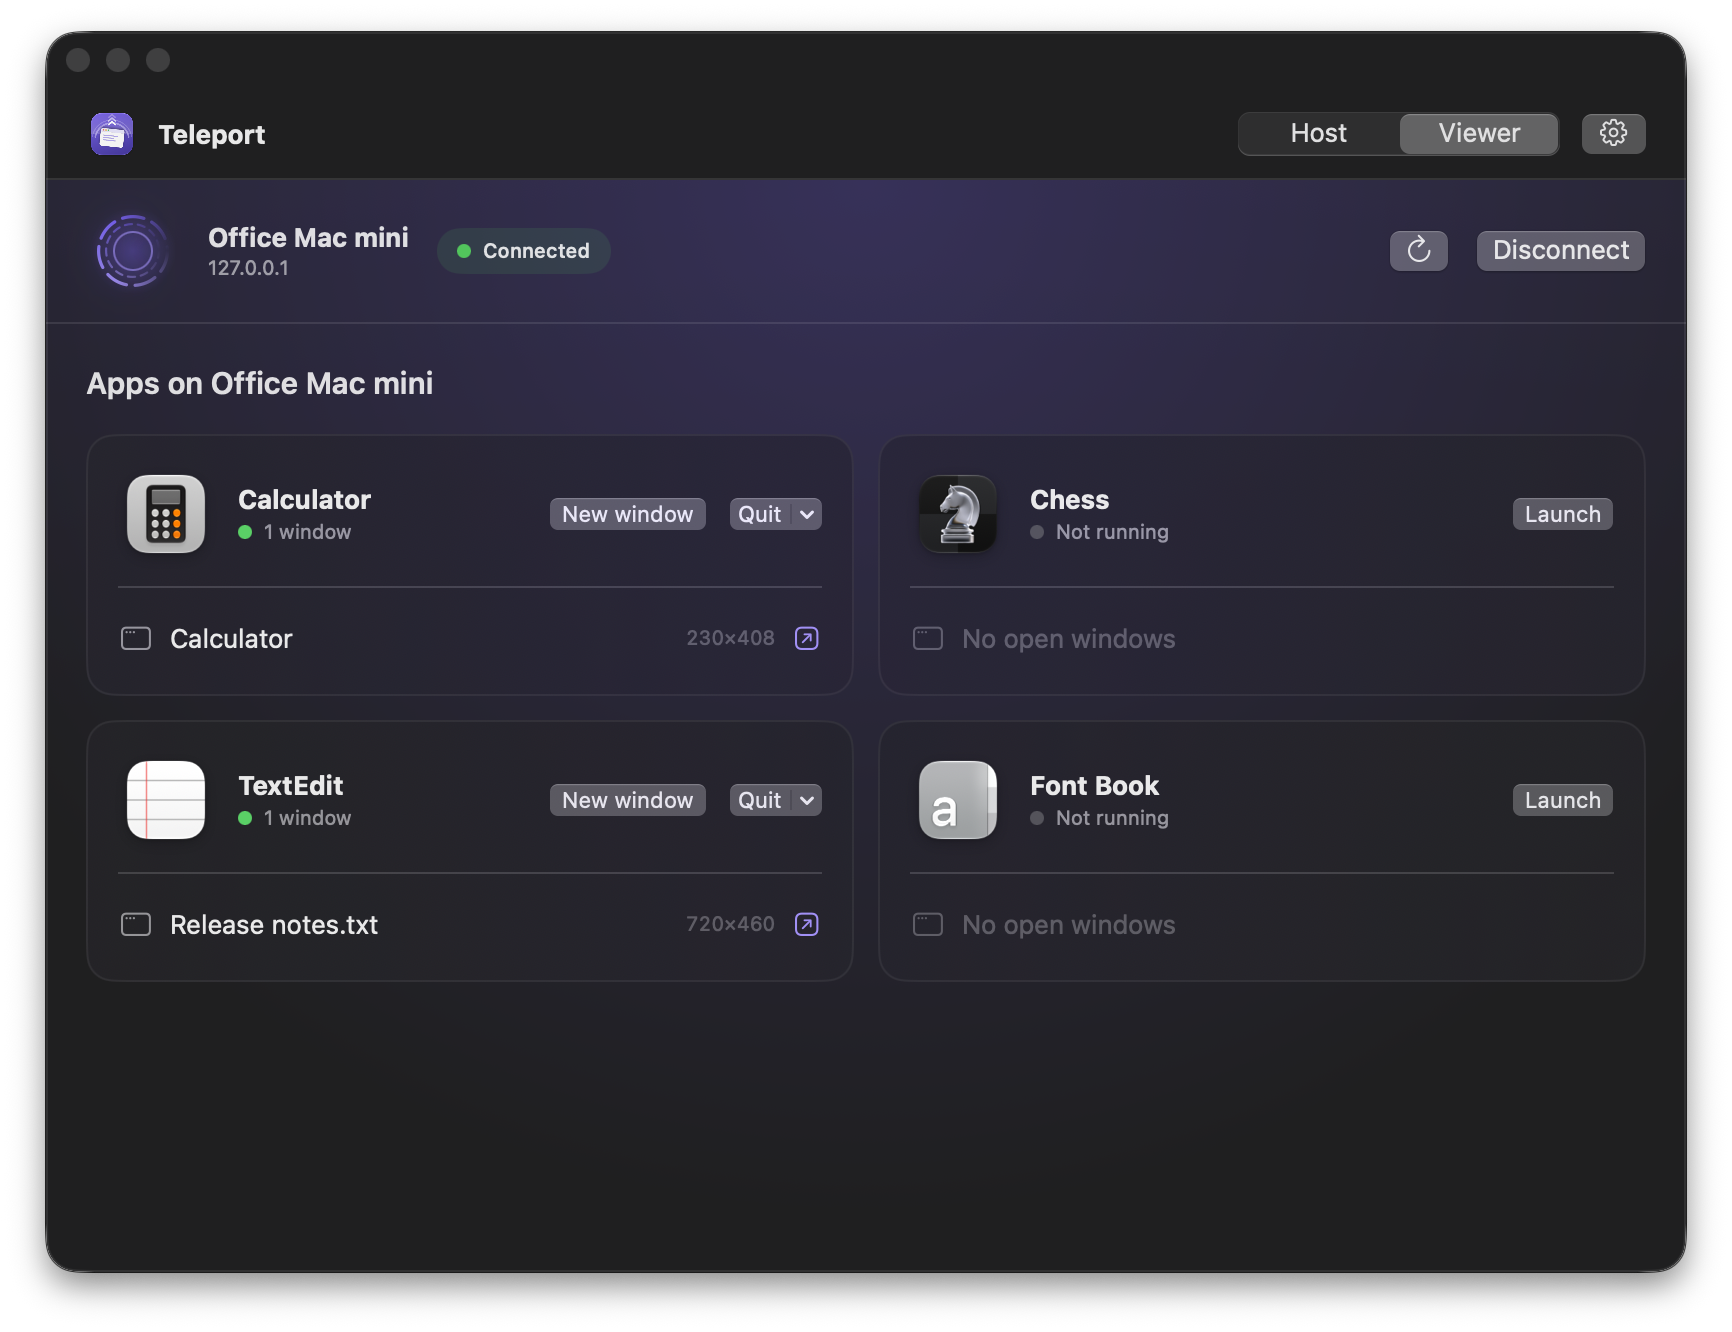 Teleport
Host
Viewer
Office Mac mini
127.0.0.1
Connected
Disconnect
Apps on Office Mac mini
Calculator
1 window
New window
Quit
Calculator
230×408
Chess
Not running
Launch
No open windows
TextEdit
1 window
New window
Quit
Release notes.txt
720×460
a
Font Book
Not running
Launch
No open windows